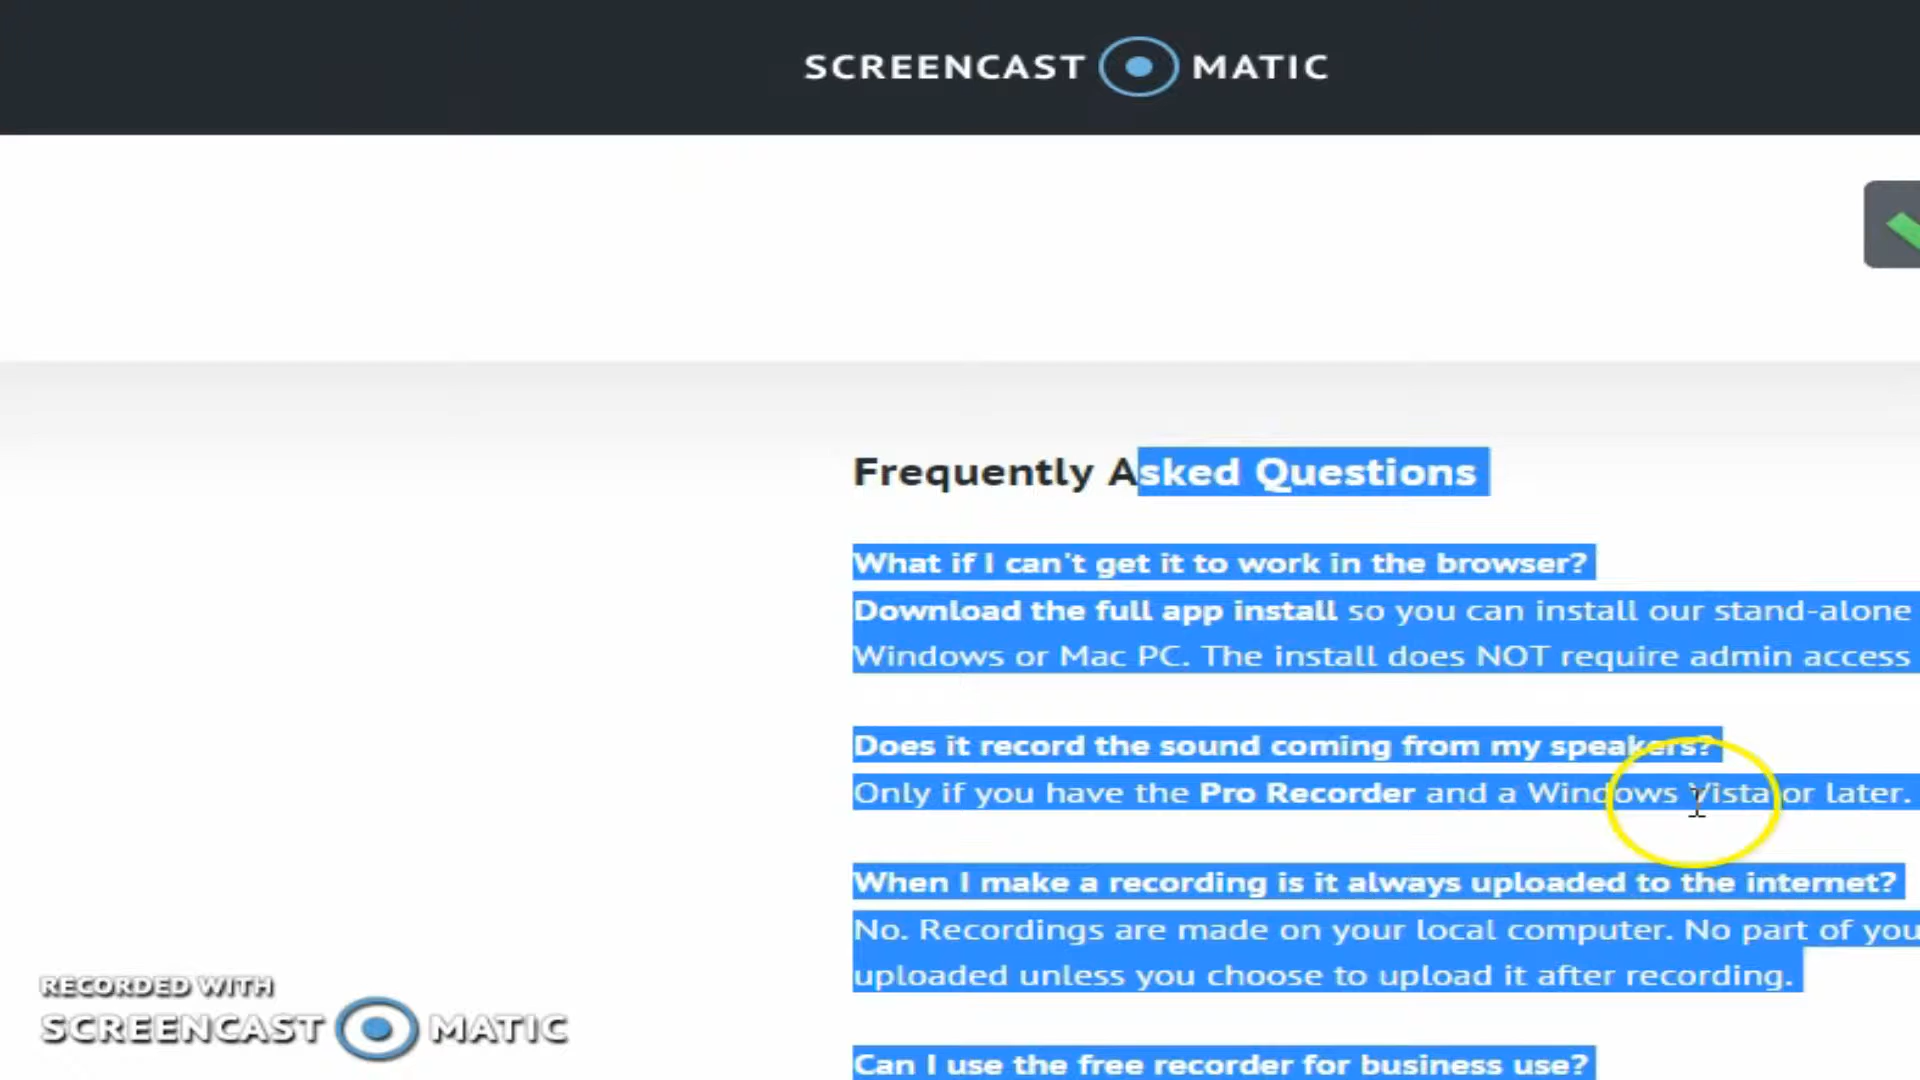 SCREENCAST MATIC
Frequently Asked Questions
What if I can't get it to work in the browser?
Download the full app install so you can install our stand-alone
Windows or Mac PC. The install does NOT require admin access
Does it record the sound coming from my speakers?
Only if you have the Pro Recorder and a Windows Vista or later.
When I make a recording is it always uploaded to the internet?
No. Recordings are made on your local computer. No part of you
uploaded unless you choose to upload it after recording.
Can I use the free recorder for business use?
RECORDED WITH
SCREENCAST MATIC